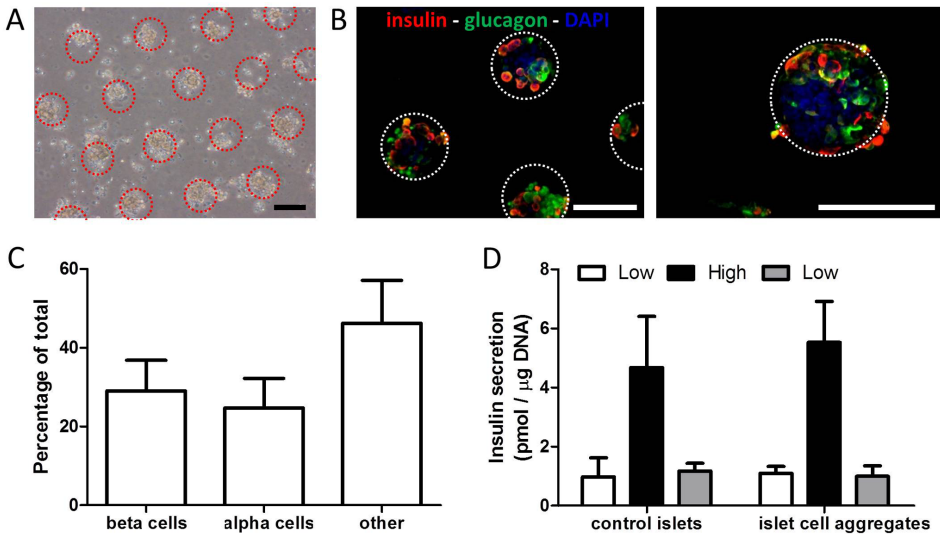 A
B
insulin - glucagon - DAPI
C
60
40
20
0
Percentage of total
beta cells
alpha cells
other
D
Low
High
Low
8
6
4
2
0
Insulin secretion
(pmol / μg DNA)
control islets
islet cell aggregates